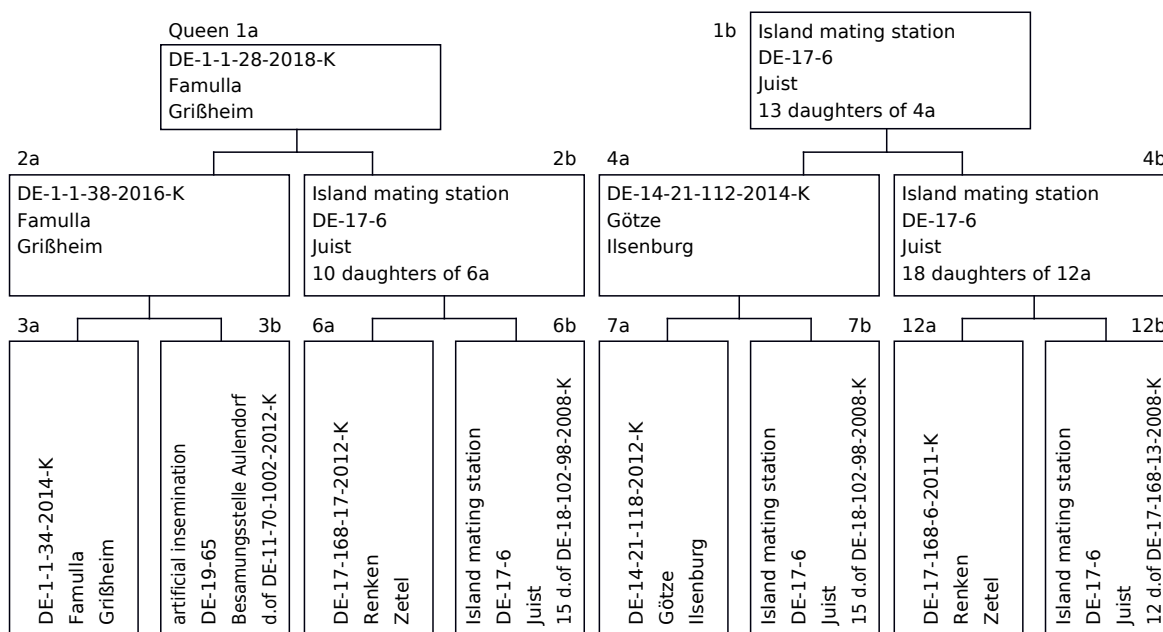 Queen 1a
DE-1-1-28-2018-K
Famulla
Grißheim
1b
Island mating station
DE-17-6
Juist
13 daughters of 4a
2a
DE-1-1-38-2016-K
Famulla
Grißheim
2b
Island mating station
DE-17-6
Juist
10 daughters of 6a
4a
DE-14-21-112-2014-K
Götze
Ilsenburg
4b
Island mating station
DE-17-6
Juist
18 daughters of 12a
3a
DE-1-1-34-2014-K
Famulla
Grißheim
3b
artificial insemination
DE-19-65
Besamungsstelle Aulendorf
d.of DE-11-70-1002-2012-K
6a
DE-17-168-17-2012-K
Renken
Zetel
6b
Island mating station
DE-17-6
Juist
15 d.of DE-18-102-98-2008-K
7a
DE-14-21-118-2012-K
Götze
Ilsenburg
7b
Island mating station
DE-17-6
Juist
15 d.of DE-18-102-98-2008-K
12a
DE-17-168-6-2011-K
Renken
Zetel
12b
Island mating station
DE-17-6
Juist
12 d.of DE-17-168-13-2008-K